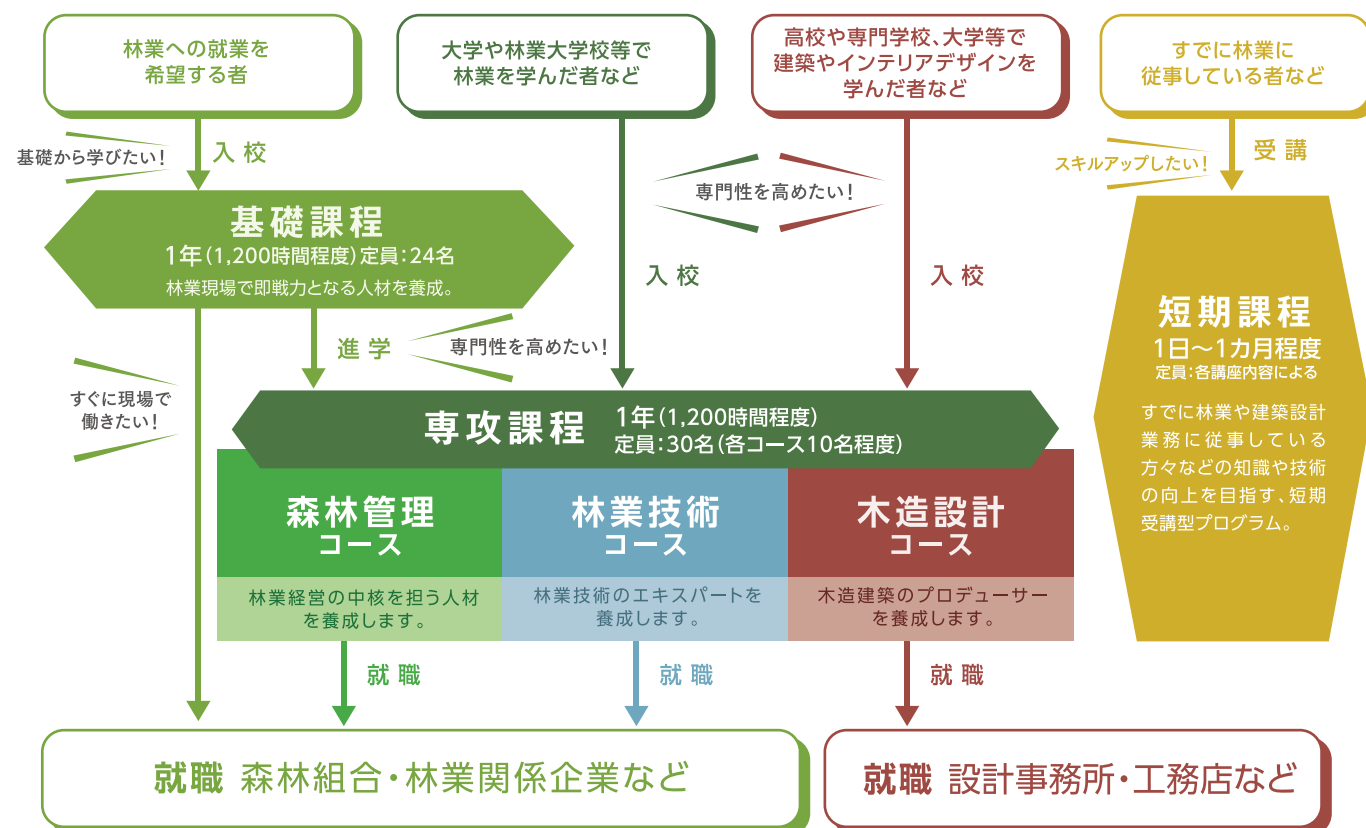 林業への就業を
希望する者
大学や林業大学校等で
林業を学んだ者など
高校や専門学校、大学等で
建築やインテリアデザインを
学んだ者など
すでに林業に
従事している者など
基礎から学びたい！
入校
専門性を高めたい！
スキルアップしたい！
受講
基礎課程
1年（1,200時間程度）定員：24名
林業現場で即戦力となる人材を養成。
入校
入校
進学
専門性を高めたい！
すぐに現場で
働きたい！
専攻課程
1年（1,200時間程度）
定員：30名（各コース10名程度）
森林管理
コース
林業経営の中核を担う人材
を養成します。
林業技術
コース
林業技術のエキスパートを
養成します。
木造設計
コース
木造建築のプロデューサー
を養成します。
短期課程
1日〜1カ月程度
定員：各講座内容による
すでに林業や建築設計
業務に従事している
方々などの知識や技術
の向上を目指す、短期
受講型プログラム。
就職
就職
就職
就職 森林組合・林業関係企業など
就職 設計事務所・工務店など